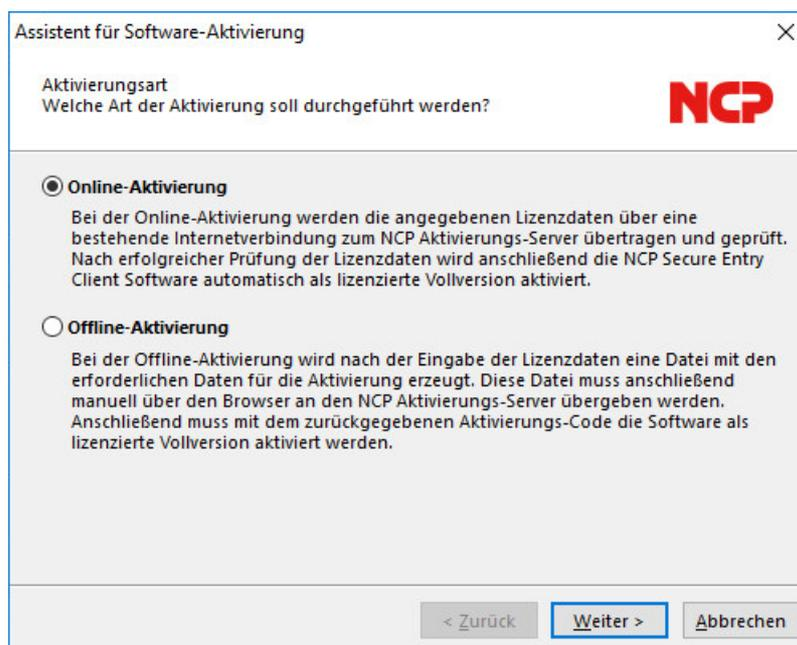 Assistent für Software-Aktivierung
Aktivierungsart
Welche Art der Aktivierung soll durchgeführt werden?
NCP
Online-Aktivierung
Bei der Online-Aktivierung werden die angegebenen Lizenzdaten über eine
bestehende Internetverbindung zum NCP Aktivierungs-Server übertragen und geprüft.
Nach erfolgreicher Prüfung der Lizenzdaten wird anschließend die NCP Secure Entry
Client Software automatisch als lizenzierte Vollversion aktiviert.
Offline-Aktivierung
Bei der Offline-Aktivierung wird nach der Eingabe der Lizenzdaten eine Datei mit den
erforderlichen Daten für die Aktivierung erzeugt. Diese Datei muss anschließend
manuell über den Browser an den NCP Aktivierungs-Server übergeben werden.
Anschließend muss mit dem zurückgegebenen Aktivierungs-Code die Software als
lizenzierte Vollversion aktiviert werden.
< Zurück Weiter > Abbrechen